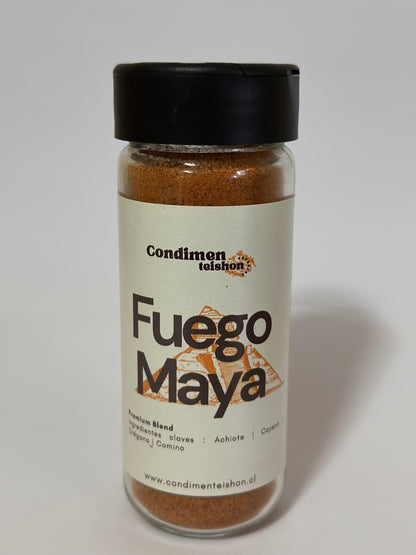 Condimen
teishon
Fuego
Maya
Premium Blend
Ingredientes claves : Achiote | Cayena |
Orégano | Comino
www.condimenteishon.cl